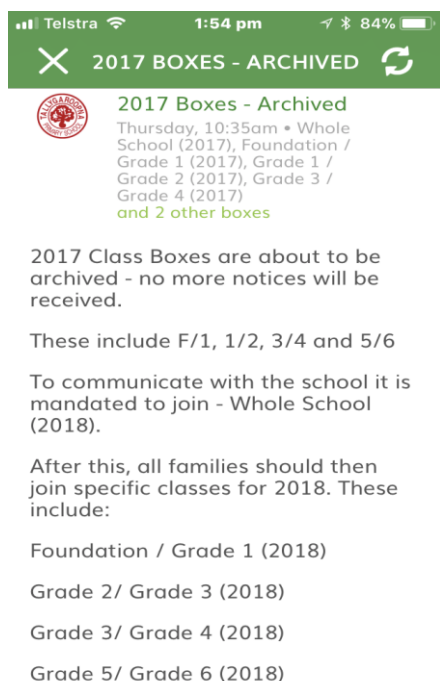 Telstra 1:54 pm 84%
2017 BOXES - ARCHIVED
TALLYGAROOPNA
PRIMARY SCHOOL
2017 Boxes - Archived
Thursday, 10:35am • Whole
School (2017), Foundation /
Grade 1 (2017), Grade 1 /
Grade 2 (2017), Grade 3 /
Grade 4 (2017)
and 2 other boxes
2017 Class Boxes are about to be
archived - no more notices will be
received.
These include F/1, 1/2, 3/4 and 5/6
To communicate with the school it is
mandated to join - Whole School
(2018).
After this, all families should then
join specific classes for 2018. These
include:
Foundation / Grade 1 (2018)
Grade 2/ Grade 3 (2018)
Grade 3/ Grade 4 (2018)
Grade 5/ Grade 6 (2018)